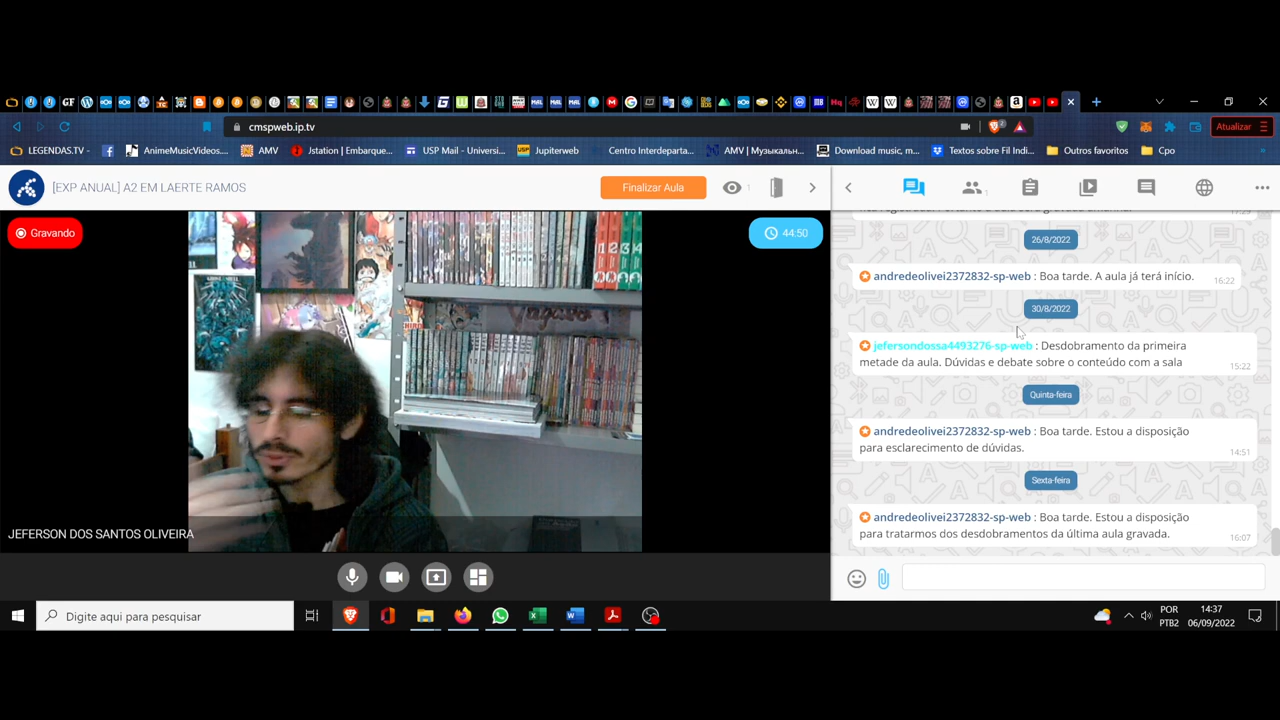 cmspweb.ip.tv
Atualizar
LEGENDAS.TV -
AnimeMusicVideos....
AMV
Jstation | Embarque...
USP Mail - Universi...
Jupiterweb
Centro Interdeparta...
AMV | Музыкальн...
Download music, m...
Textos sobre Fil Indi...
Outros favoritos
Cpo
[EXP ANUAL] A2 EM LAERTE RAMOS
Finalizar Aula
1
1
Gravando
44:50
26/8/2022
andredeolivei2372832-sp-web : Boa tarde. A aula já terá início.
16:22
30/8/2022
jefersondossa4493276-sp-web : Desdobramento da primeira
metade da aula. Dúvidas e debate sobre o conteúdo com a sala
15:22
Quinta-feira
andredeolivei2372832-sp-web : Boa tarde. Estou a disposição
para esclarecimento de dúvidas.
14:51
Sexta-feira
andredeolivei2372832-sp-web : Boa tarde. Estou a disposição
para tratarmos dos desdobramentos da última aula gravada.
16:07
JEFERSON DOS SANTOS OLIVEIRA
Digite aqui para pesquisar
POR
PTB2
14:37
06/09/2022